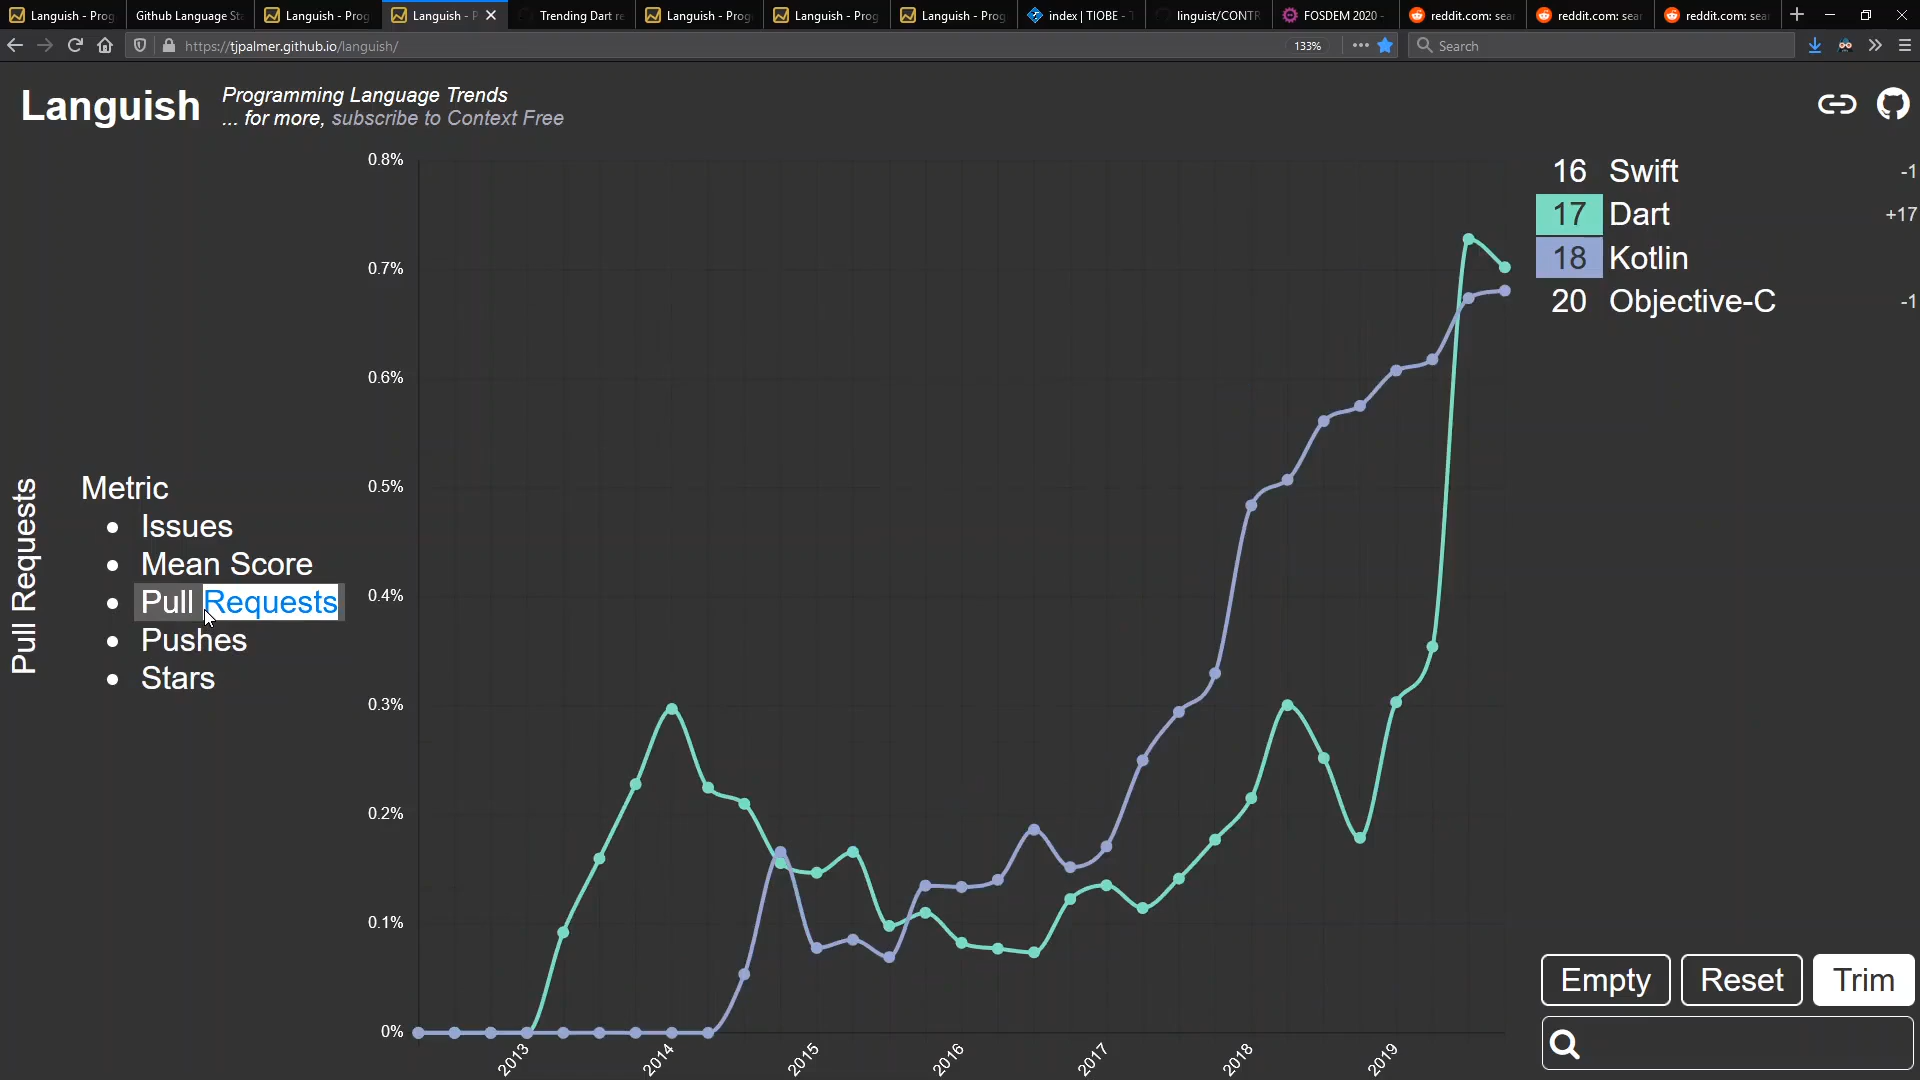 Languish - Prog
Github Language St
Languish - Prog
Languish - P
Trending Dart re
Languish - Prog
Languish - Prog
Languish - Prog
index | TIOBE -
linguist/CONTR
FOSDEM 2020 -
reddit.com: sear
reddit.com: sear
reddit.com: sear
https://tjpalmer.github.io/languish/
133%
Search
Languish
Programming Language Trends
... for more, subscribe to Context Free
Pull Requests
Metric
Issues
Mean Score
Pull Requests
Pushes
Stars
0.8%
0.7%
0.6%
0.5%
0.4%
0.3%
0.2%
0.1%
0%
2013
2014
2015
2016
2017
2018
2019
16 Swift -1
17 Dart +17
18 Kotlin
20 Objective-C -1
Empty
Reset
Trim